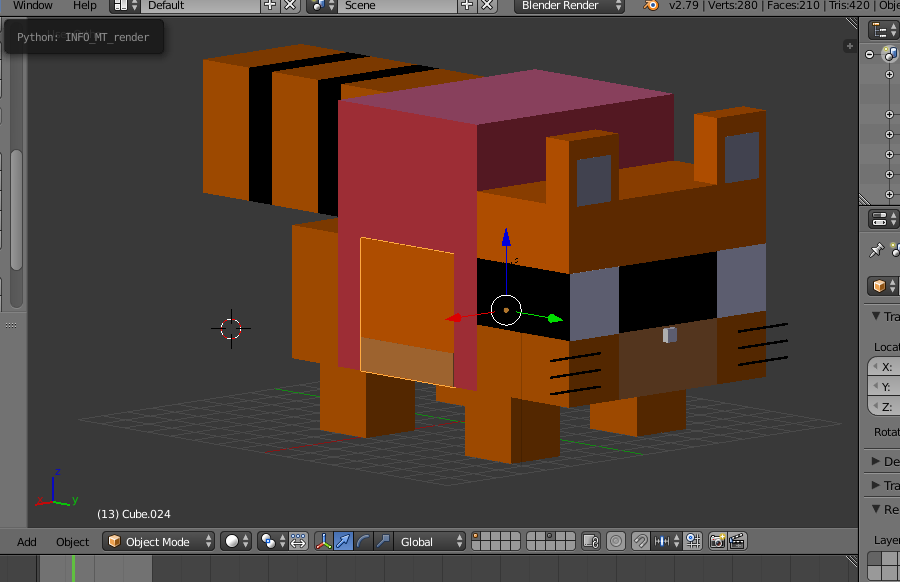 Window Help Default Scene Blender Render v2.79 | Verts:280 | Faces:210 | Tris:420 | Obje
Python: INFO_MT_render
z
Tra
Locat
X:
Y:
Z:
Rotat
De
Tra
Re
Layer
z
x y
(13) Cube.024
Add Object Object Mode Global